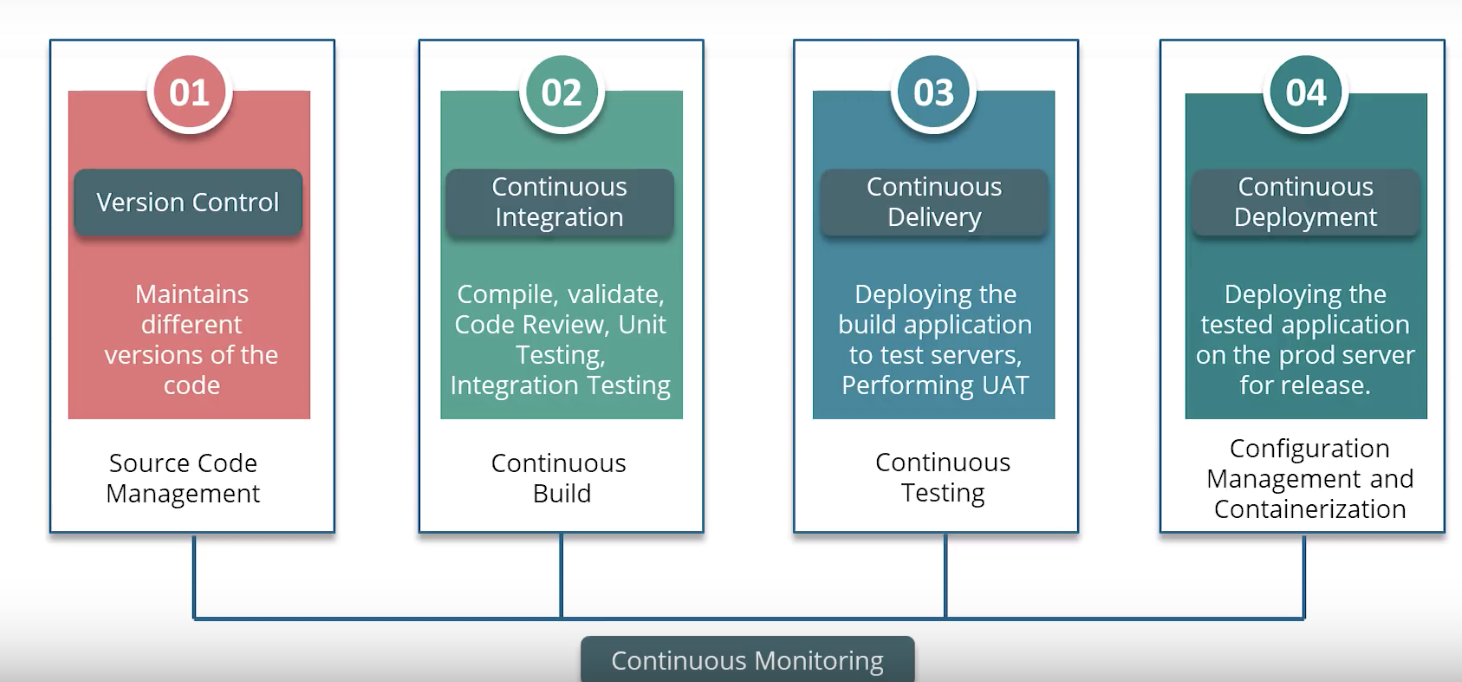 01
Version Control
Maintains
different
versions of the
code
Source Code
Management
02
Continuous
Integration
Compile, validate,
Code Review, Unit
Testing,
Integration Testing
Continuous
Build
03
Continuous
Delivery
Deploying the
build application
to test servers,
Performing UAT
Continuous
Testing
04
Continuous
Deployment
Deploying the
tested application
on the prod server
for release.
Configuration
Management and
Containerization
Continuous Monitoring